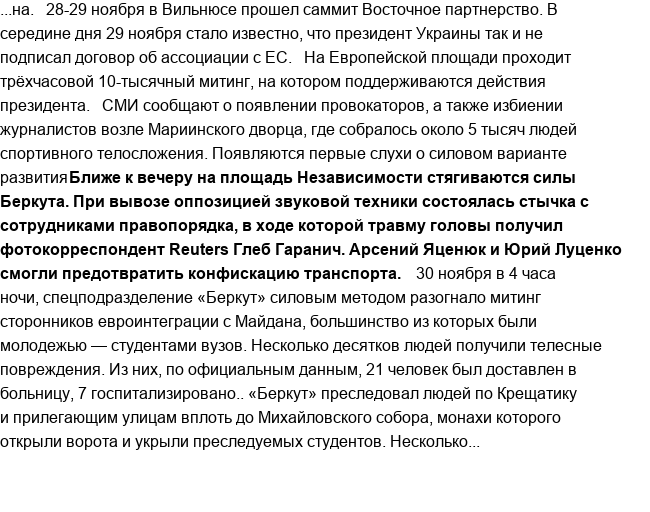 ...на.   28-29 ноября в Вильнюсе прошел саммит Восточное партнерство. В
середине дня 29 ноября стало известно, что президент Украины так и не
подписал договор об ассоциации с ЕС.   На Европейской площади проходит
трёхчасовой 10-тысячный митинг, на котором поддерживаются действия
президента.   СМИ сообщают о появлении провокаторов, а также избиении
журналистов возле Мариинского дворца, где собралось около 5 тысяч людей
спортивного телосложения. Появляются первые слухи о силовом варианте
развитияБлиже к вечеру на площадь Независимости стягиваются силы
Беркута. При вывозе оппозицией звуковой техники состоялась стычка с
сотрудниками правопорядка, в ходе которой травму головы получил
фотокорреспондент Reuters Глеб Гаранич. Арсений Яценюк и Юрий Луценко
смогли предотвратить конфискацию транспорта.   30 ноября в 4 часа
ночи, спецподразделение «Беркут» силовым методом разогнало митинг
сторонников евроинтеграции с Майдана, большинство из которых были
молодежью — студентами вузов. Несколько десятков людей получили телесные
повреждения. Из них, по официальным данным, 21 человек был доставлен в
больницу, 7 госпитализировано.. «Беркут» преследовал людей по Крещатику
и прилегающим улицам вплоть до Михайловского собора, монахи которого
открыли ворота и укрыли преследуемых студентов. Несколько...